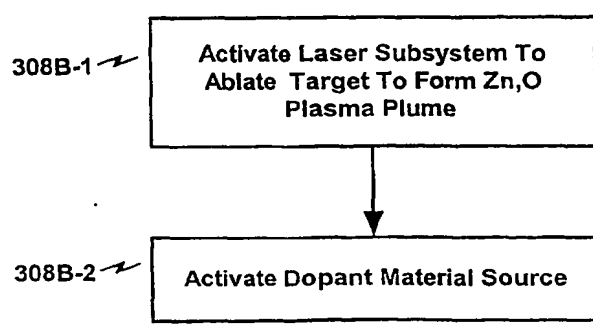 308B-1
Activate Laser Subsystem To
Ablate Target To Form Zn,O
Plasma Plume
308B-2
Activate Dopant Material Source